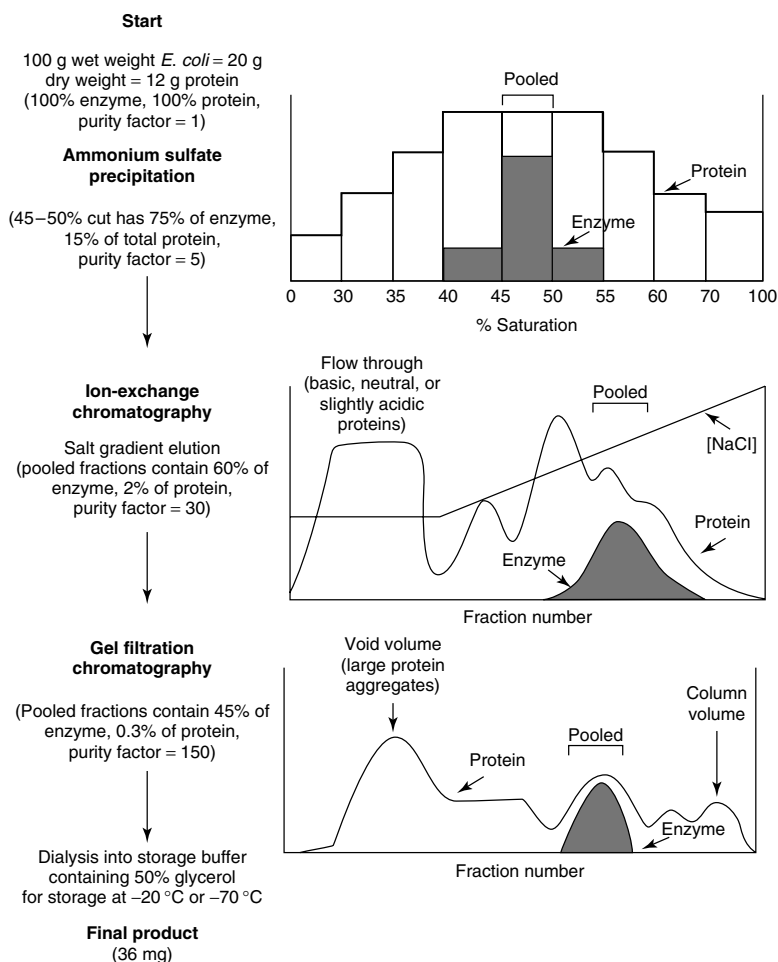 Start
100 g wet weight E. coli = 20 g
dry weight = 12 g protein
(100% enzyme, 100% protein,
purity factor = 1)
Ammonium sulfate
precipitation
(45–50% cut has 75% of enzyme,
15% of total protein,
purity factor = 5)
Pooled
Protein
Enzyme
0 30 35 40 45 50 55 60 70 100
% Saturation
Ion-exchange
chromatography
Salt gradient elution
(pooled fractions contain 60% of
enzyme, 2% of protein,
purity factor = 30)
Flow through
(basic, neutral, or
slightly acidic
proteins)
Pooled
[NaCl]
Protein
Enzyme
Fraction number
Gel filtration
chromatography
(Pooled fractions contain 45% of
enzyme, 0.3% of protein,
purity factor = 150)
Void volume
(large protein
aggregates)
Protein
Pooled
Column
volume
Enzyme
Fraction number
Dialysis into storage buffer
containing 50% glycerol
for storage at –20 °C or –70 °C
Final product
(36 mg)